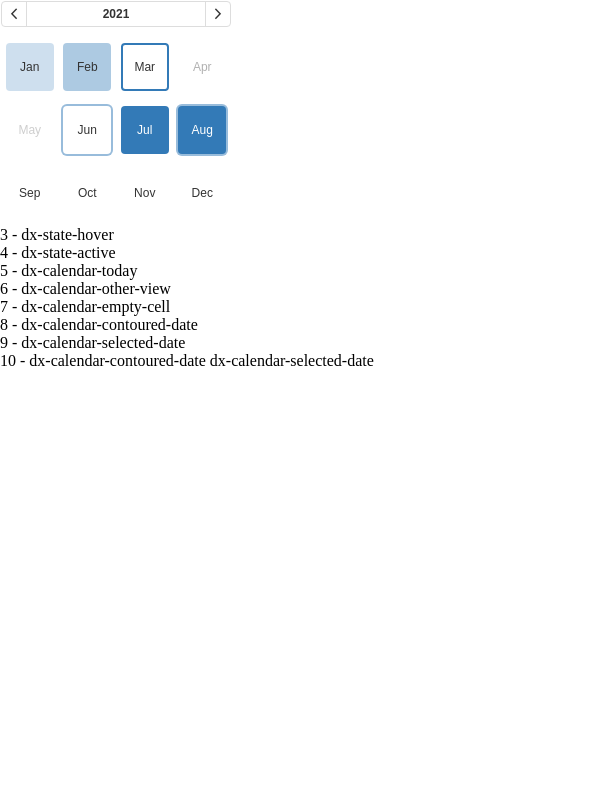 2021
Jan Feb Mar Apr
May Jun Jul Aug
Sep Oct Nov Dec
3 - dx-state-hover
4 - dx-state-active
5 - dx-calendar-today
6 - dx-calendar-other-view
7 - dx-calendar-empty-cell
8 - dx-calendar-contoured-date
9 - dx-calendar-selected-date
10 - dx-calendar-contoured-date dx-calendar-selected-date